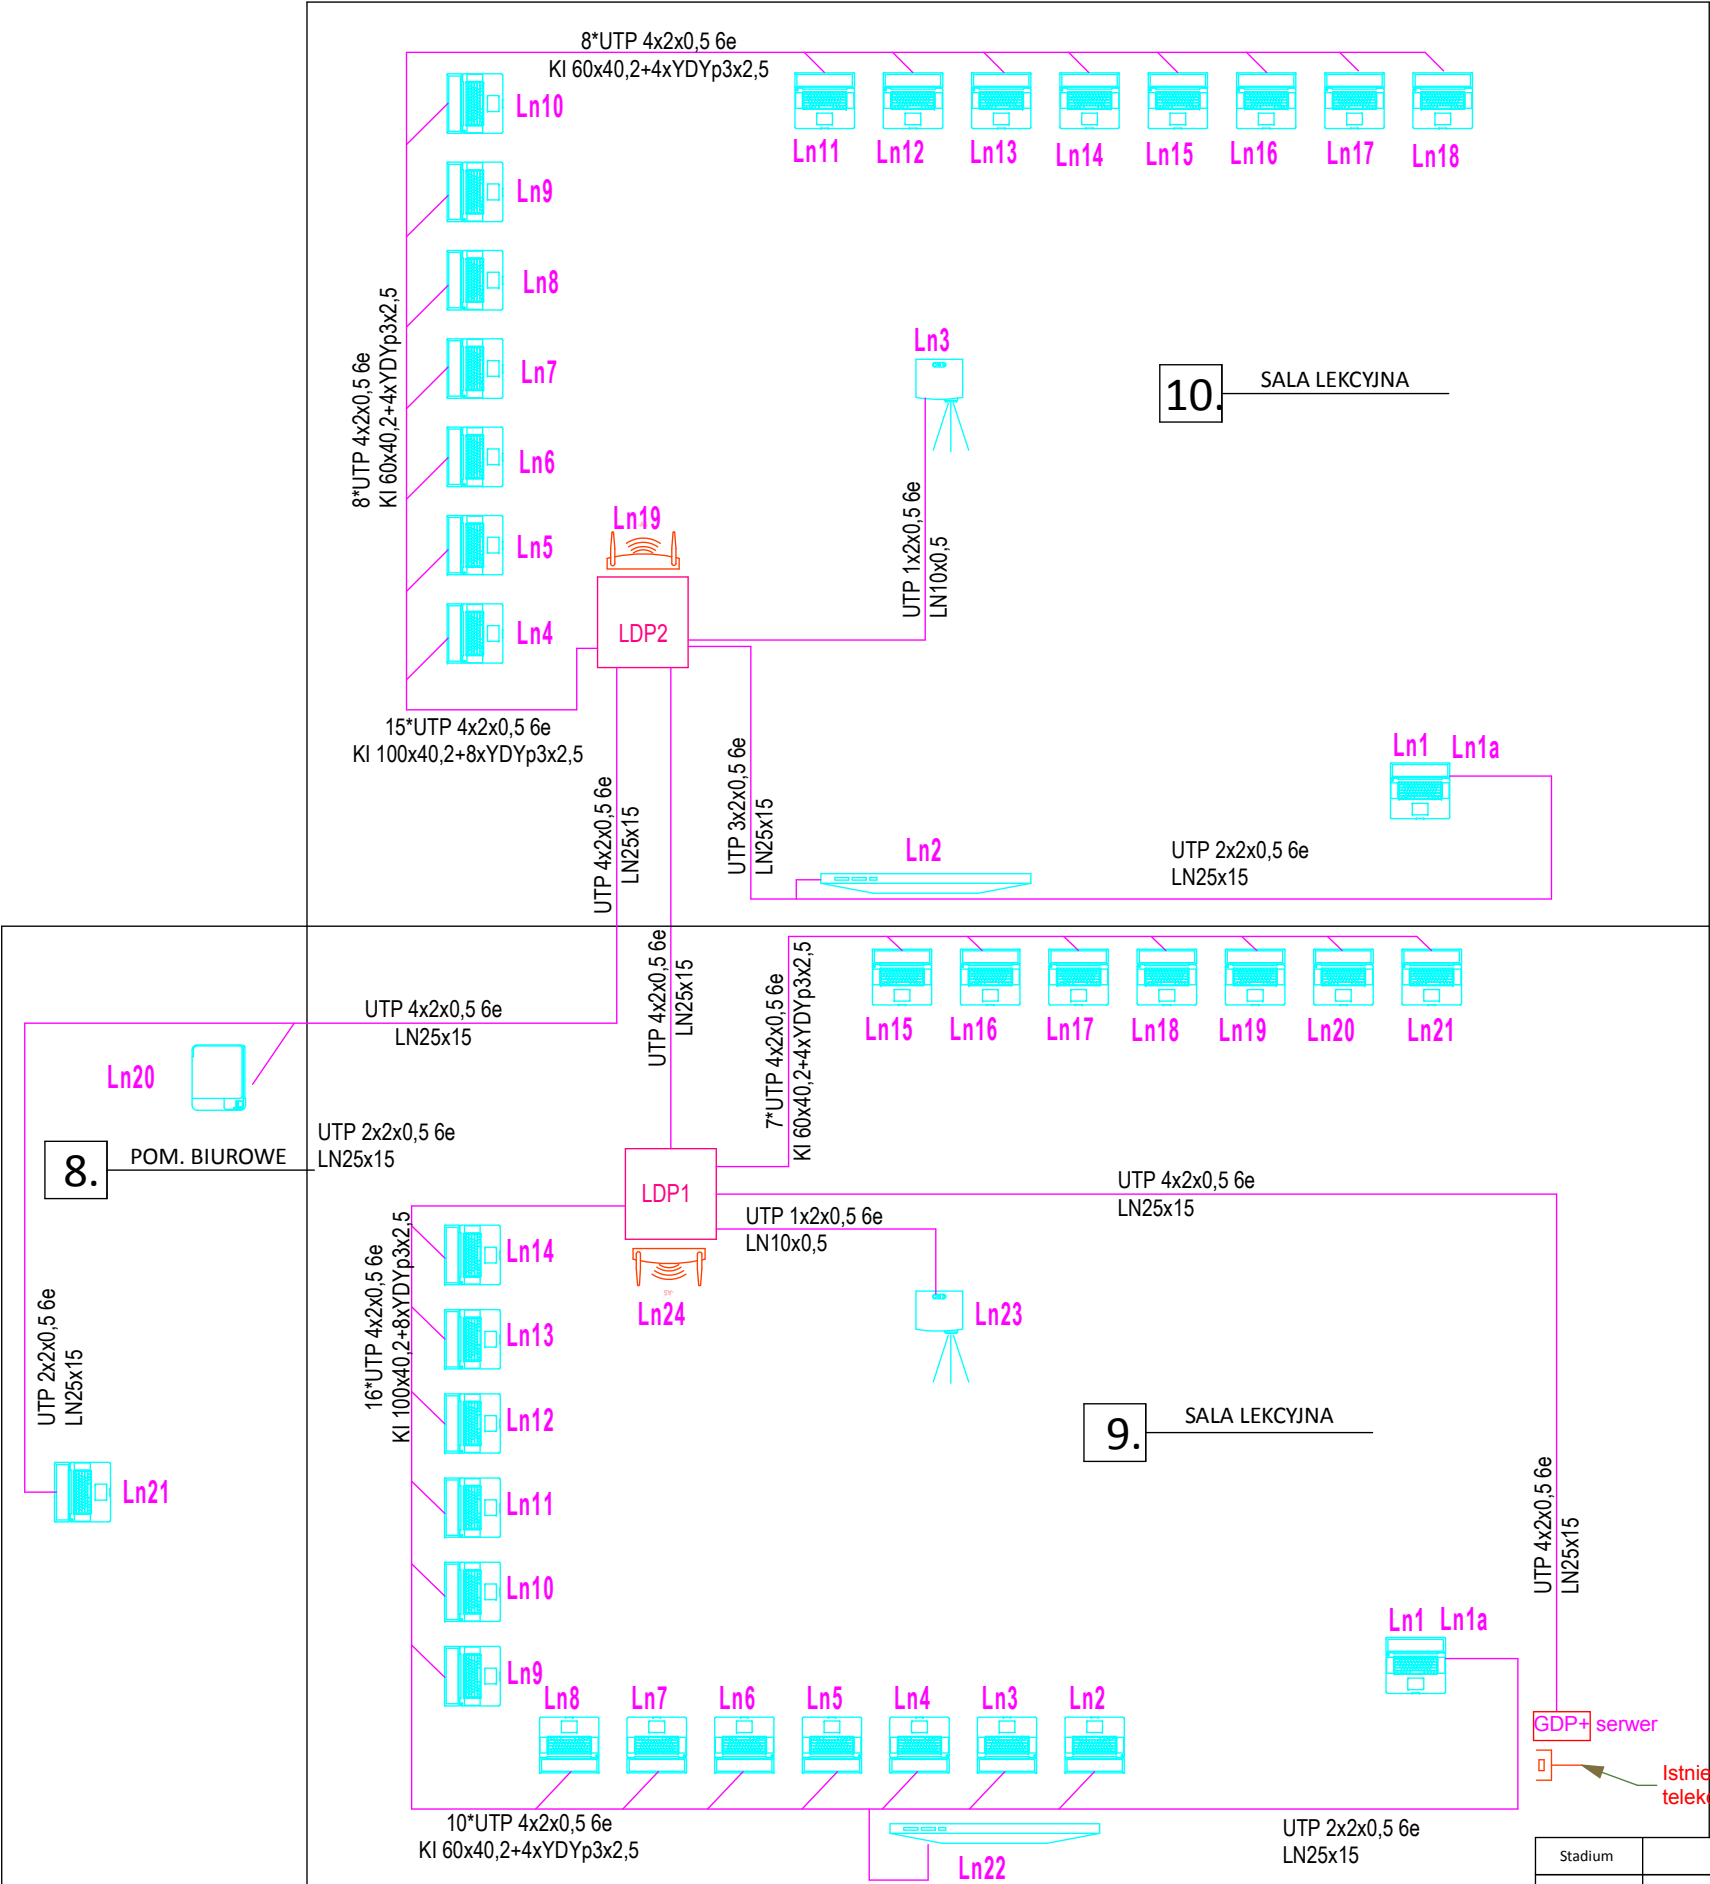 8*UTP 4x2x0,5 6e
KI 60x40,2+4xYDYp3x2,5
Ln10
Ln11
Ln12
Ln13
Ln14
Ln15
Ln16
Ln17
Ln18
Ln9
Ln8
Ln7
Ln6
Ln5
Ln4
8*UTP 4x2x0,5 6e
KI 60x40,2+4xYDYp3x2,5
Ln3
10.
SALA LEKCYJNA
UTP 1x2x0,5 6e
LN10x0,5
Ln19
LDP2
15*UTP 4x2x0,5 6e
KI 100x40,2+8xYDYp3x2,5
UTP 4x2x0,5 6e
LN25x15
UTP 3x2x0,5 6e
LN25x15
Ln1 Ln1a
Ln2
UTP 2x2x0,5 6e
LN25x15
UTP 4x2x0,5 6e
LN25x15
7*UTP 4x2x0,5 6e
KI 60x40,2+4xYDYp3x2,5
Ln15
Ln16
Ln17
Ln18
Ln19
Ln20
Ln21
UTP 4x2x0,5 6e
LN25x15
Ln20
8.
POM. BIUROWE
UTP 2x2x0,5 6e
LN25x15
LDP1
UTP 4x2x0,5 6e
LN25x15
UTP 1x2x0,5 6e
LN10x0,5
Ln24
Ln23
16*UTP 4x2x0,5 6e
KI 100x40,2+8xYDYp3x2,5
Ln14
Ln13
Ln12
Ln11
Ln10
Ln9
UTP 2x2x0,5 6e
LN25x15
Ln21
9.
SALA LEKCYJNA
UTP 4x2x0,5 6e
LN25x15
Ln1 Ln1a
Ln8
Ln7
Ln6
Ln5
Ln4
Ln3
Ln2
GDP+ serwer
Istnie
telek
10*UTP 4x2x0,5 6e
KI 60x40,2+4xYDYp3x2,5
Ln22
UTP 2x2x0,5 6e
LN25x15
Stadium